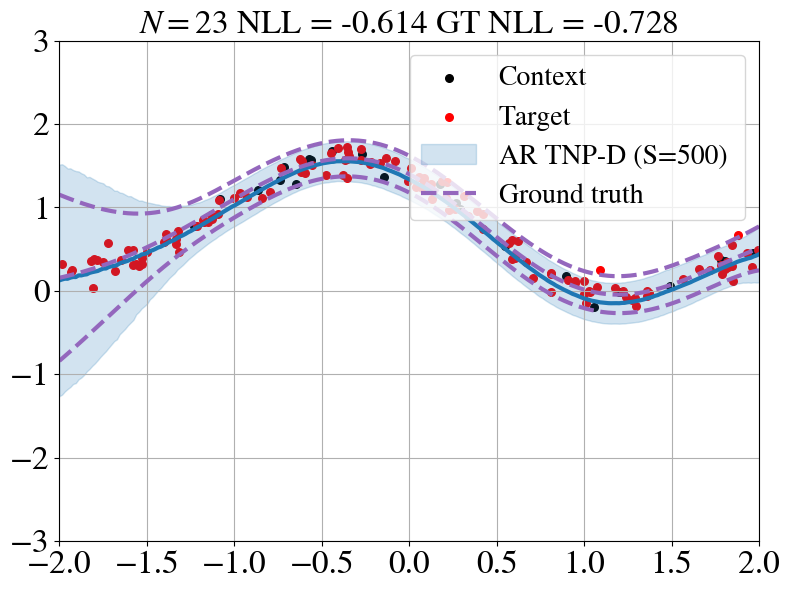 N = 23 NLL = -0.614 GT NLL = -0.728
3
2
1
0
−1
−2
−3
Context
Target
AR TNP-D (S=500)
Ground truth
−2.0 −1.5 −1.0 −0.5 0.0 0.5 1.0 1.5 2.0